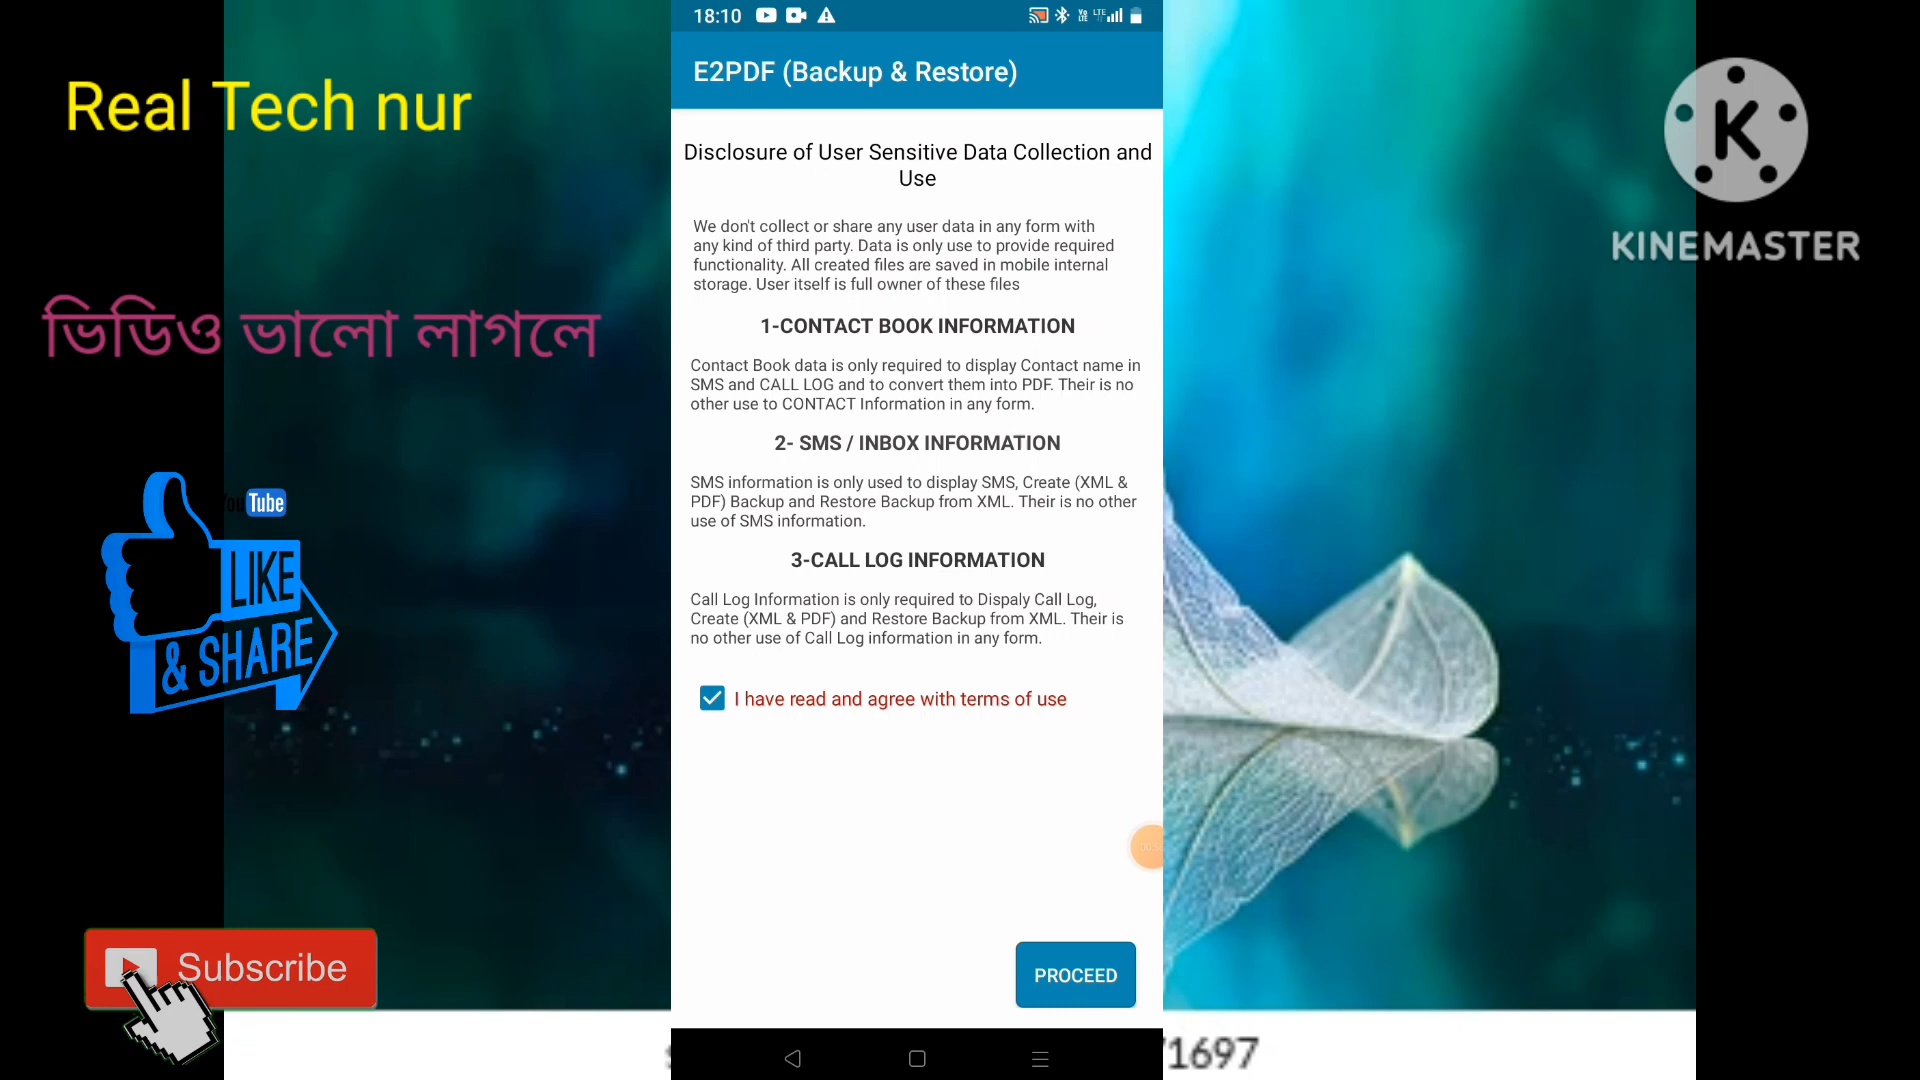 Real Tech nur
ভিডিও ভালো লাগলে
YouTube
LIKE
& SHARE
Subscribe
18:10
E2PDF (Backup & Restore)
Disclosure of User Sensitive Data Collection and
Use
We don't collect or share any user data in any form with
any kind of third party. Data is only use to provide required
functionality. All created files are saved in mobile internal
storage. User itself is full owner of these files
1-CONTACT BOOK INFORMATION
Contact Book data is only required to display Contact name in
SMS and CALL LOG and to convert them into PDF. Their is no
other use to CONTACT Information in any form.
2- SMS / INBOX INFORMATION
SMS information is only used to display SMS, Create (XML &
PDF) Backup and Restore Backup from XML. Their is no other
use of SMS information.
3-CALL LOG INFORMATION
Call Log Information is only required to Dispaly Call Log,
Create (XML & PDF) and Restore Backup from XML. Their is
no other use of Call Log information in any form.
I have read and agree with terms of use
PROCEED
K
KINEMASTER
1697